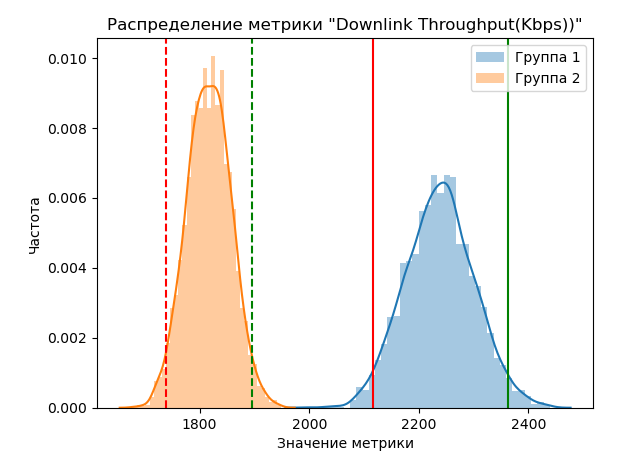 Распределение метрики "Downlink Throughput(Kbps))"
Группа 1
Группа 2
Частота
0.010
0.008
0.006
0.004
0.002
0.000
1800 2000 2200 2400
Значение метрики